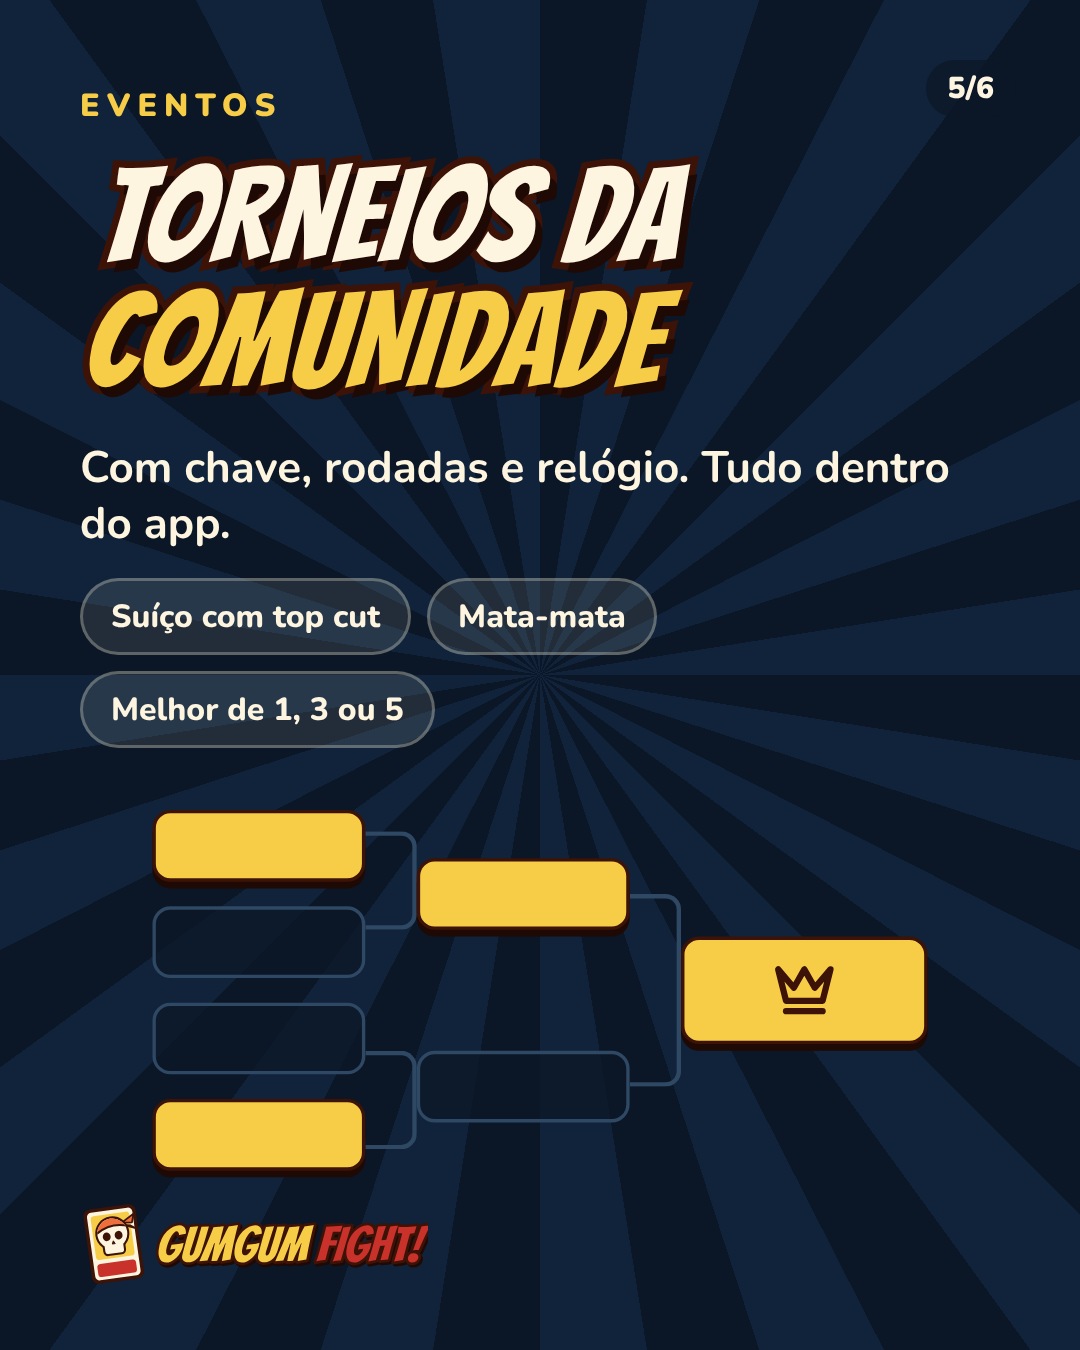 EVENTOS
5/6
TORNEIOS DA
COMUNIDADE
Com chave, rodadas e relógio. Tudo dentro
do app.
Suíço com top cut
Mata-mata
Melhor de 1, 3 ou 5
GUMGUM FIGHT!